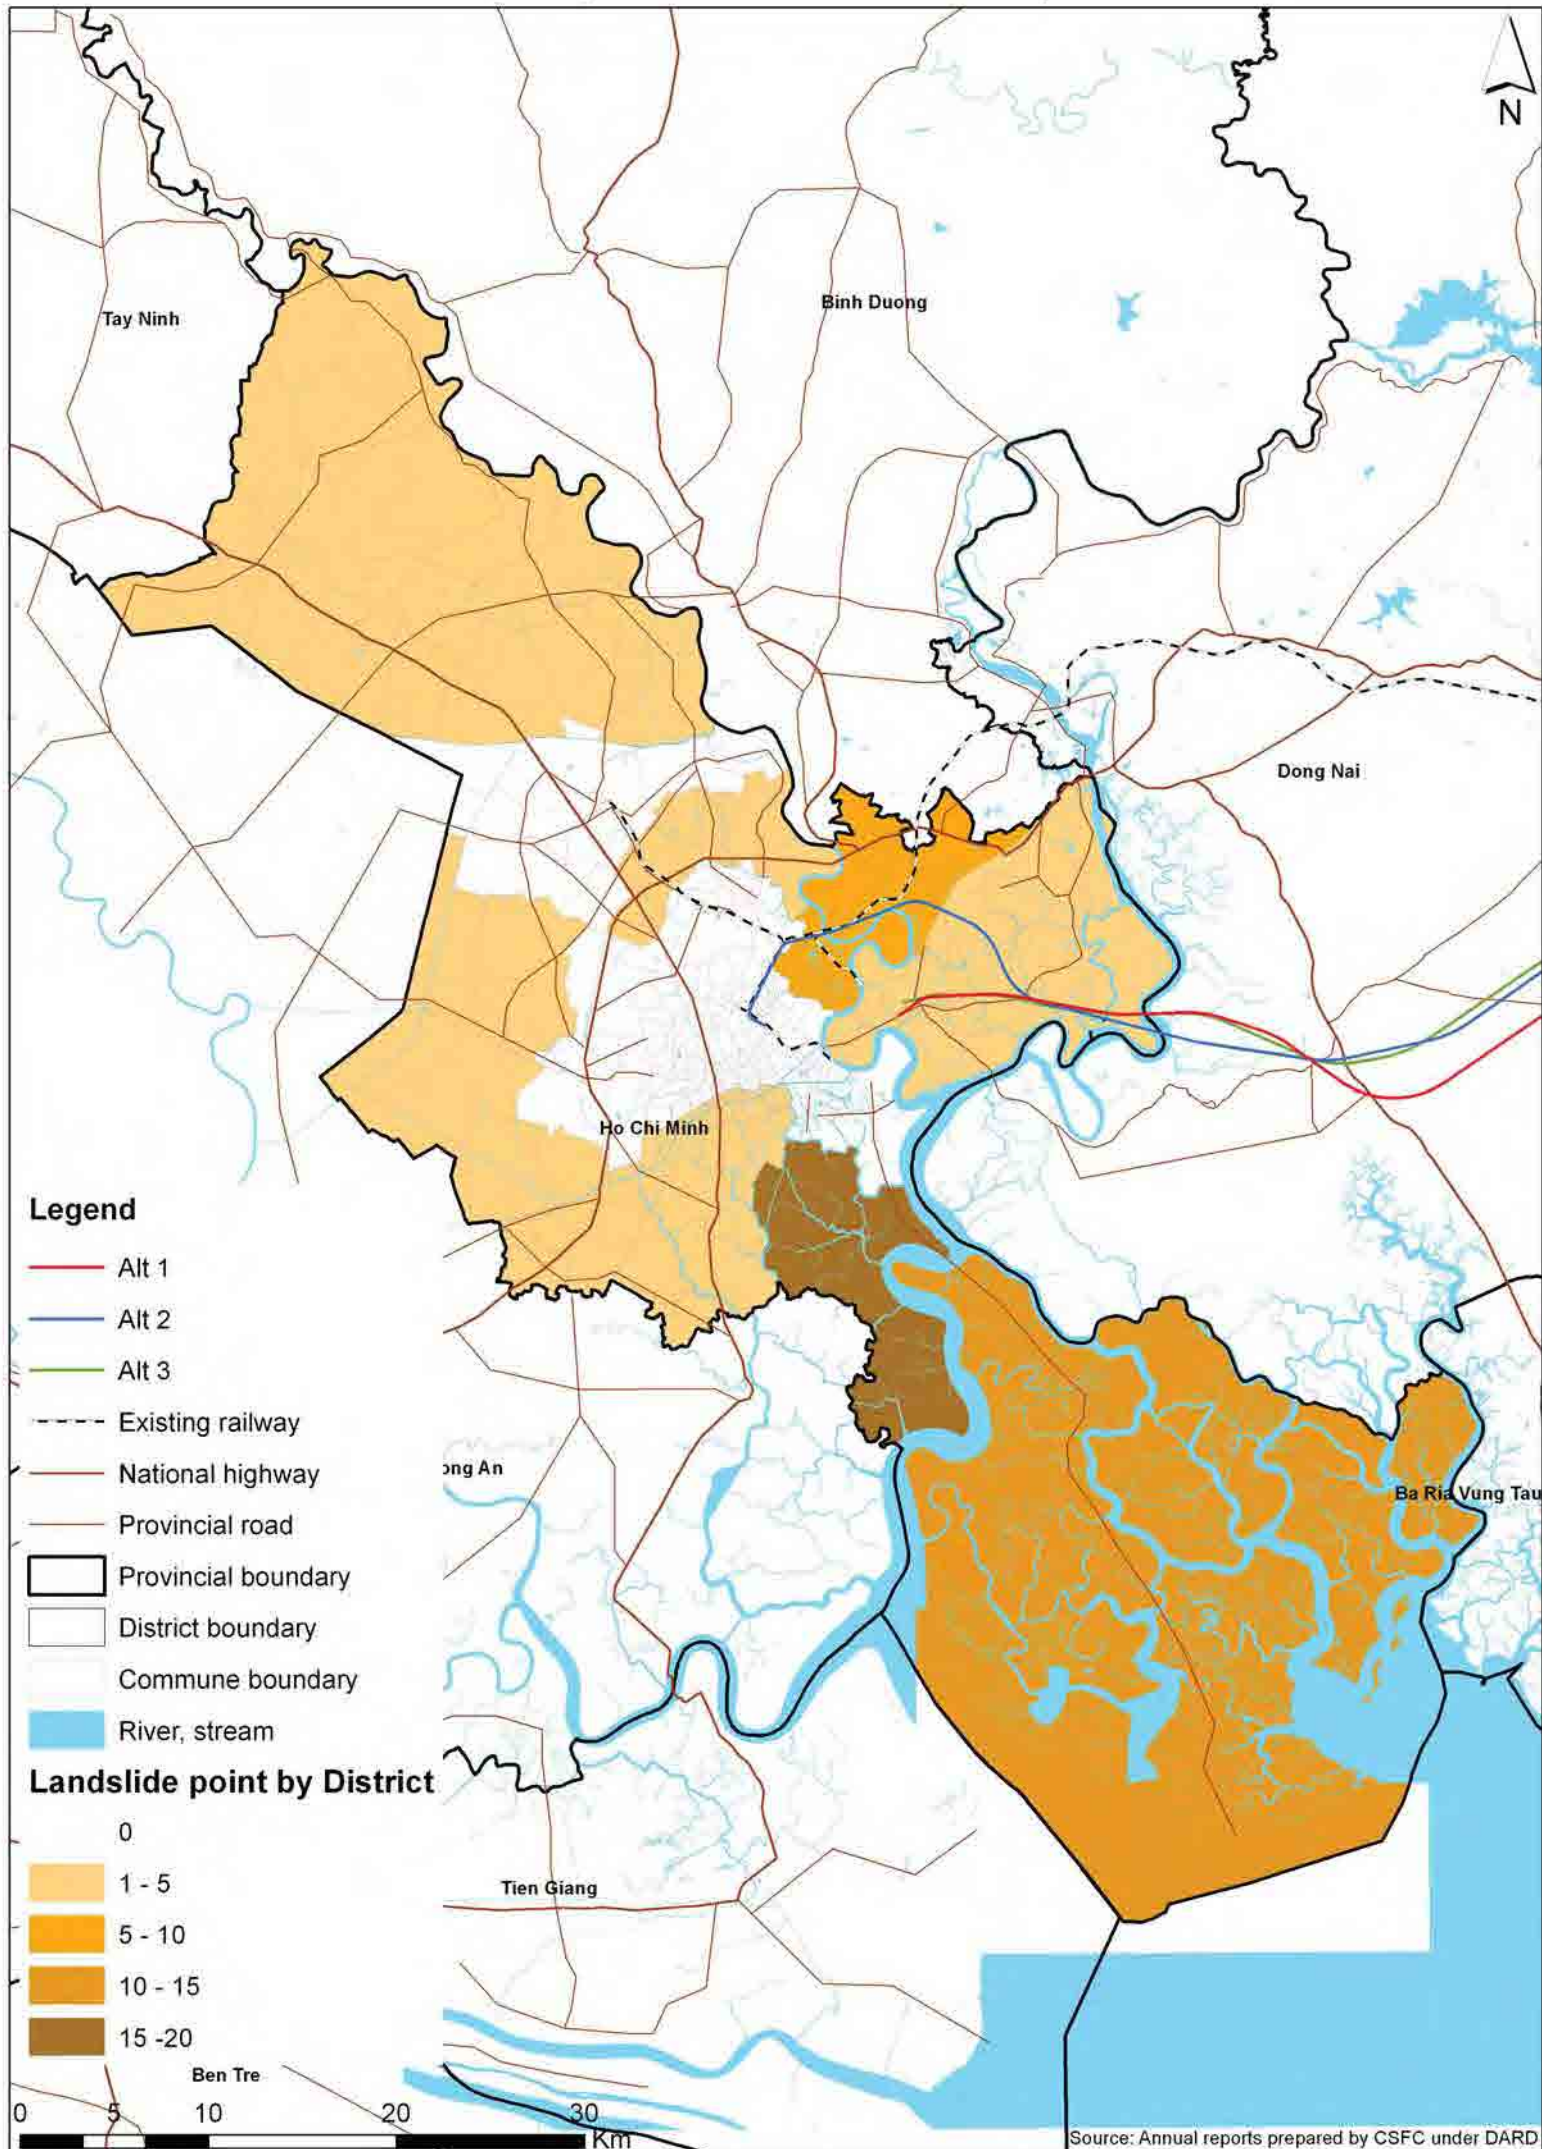 N
Tay Ninh
Binh Duong
Dong Nai
Ho Chi Minh
Legend
Alt 1
Alt 2
Alt 3
Existing railway
National highway
ong An
Ba Ria Vung Tau
Provincial road
Provincial boundary
District boundary
Commune boundary
River, stream
Landslide point by District
0
1 - 5
Tien Giang
5 - 10
10 - 15
15 -20
Ben Tre
0 5 10 20 30
Km
Source: Annual reports prepared by CSFC under DARD